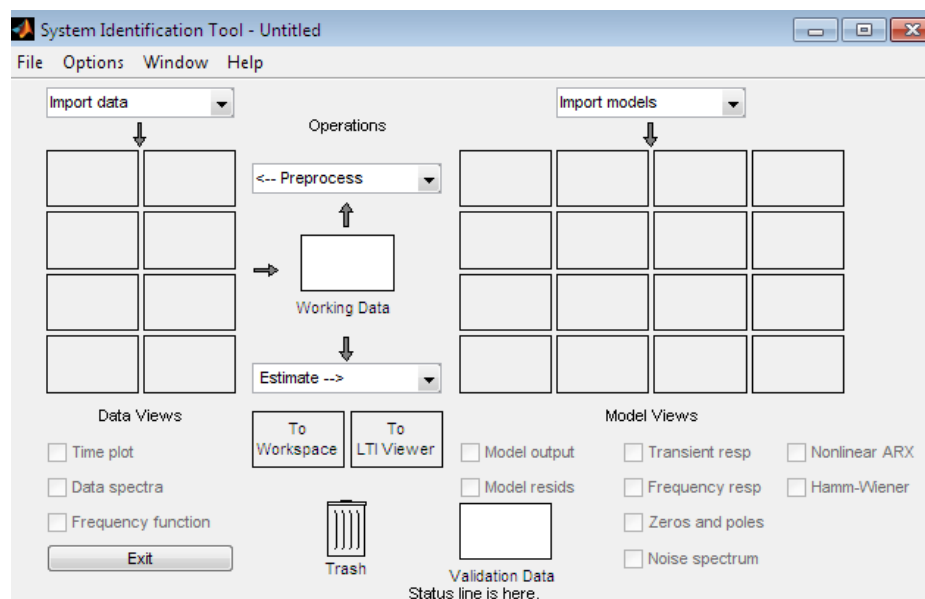 System Identification Tool - Untitled
File Options Window Help
Import data
Import models
Operations
<-- Preprocess
Working Data
Estimate -->
Data Views
Model Views
To Workspace
To LTI Viewer
Time plot
Data spectra
Frequency function
Exit
Trash
Model output
Model resids
Transient resp
Frequency resp
Zeros and poles
Noise spectrum
Nonlinear ARX
Hamm-Wiener
Validation Data
Status line is here.